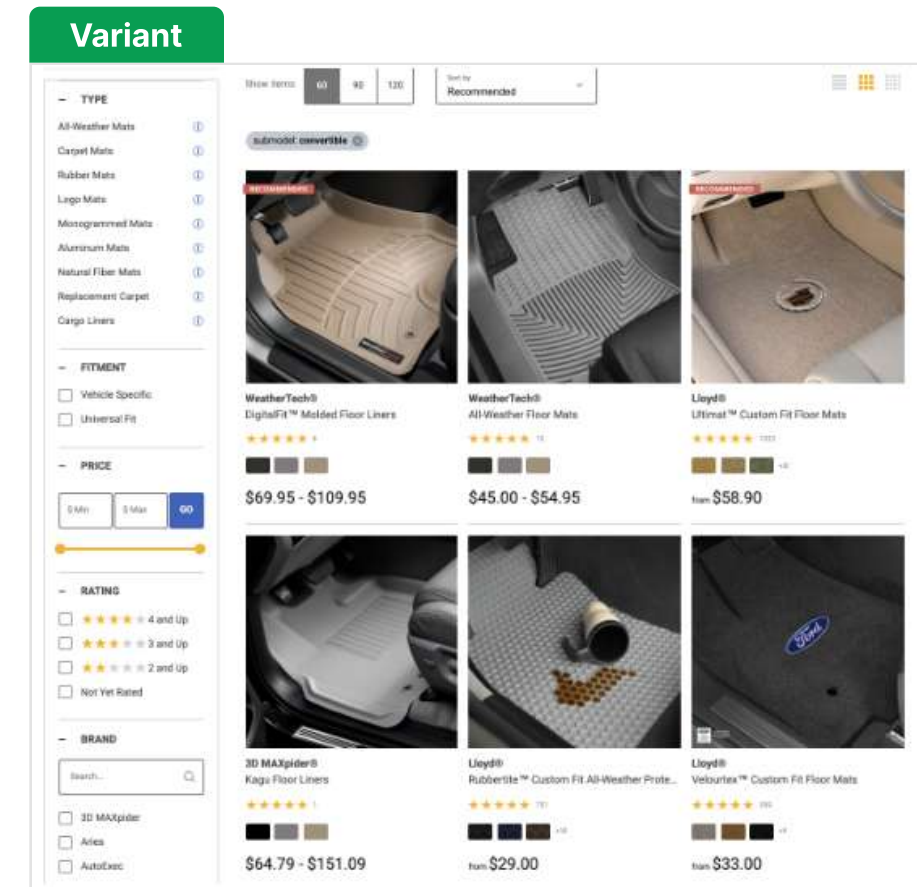 Variant
Show items: 60 90 120
Sort by
Recommended
submodel: convertible
– TYPE
All-Weather Mats
Carpet Mats
Rubber Mats
Logo Mats
Monogrammed Mats
Aluminum Mats
Natural Fiber Mats
Replacement Carpet
Cargo Liners
– FITMENT
Vehicle Specific
Universal Fit
– PRICE
$ Min $ Max GO
– RATING
4 and Up
3 and Up
2 and Up
Not Yet Rated
– BRAND
Search...
3D MAXpider
Aries
AutoExec
RECOMMENDED
WeatherTech®
DigitalFit™ Molded Floor Liners
$69.95 - $109.95
WeatherTech®
All-Weather Floor Mats
$45.00 - $54.95
RECOMMENDED
Lloyd®
Ultimat™ Custom Fit Floor Mats
from $58.90
3D MAXpider®
Kagu Floor Liners
1
$64.79 - $151.09
Lloyd®
Rubbertite™ Custom Fit All-Weather Prote...
from $29.00
Ford
Lloyd®
Velourtex™ Custom Fit Floor Mats
from $33.00